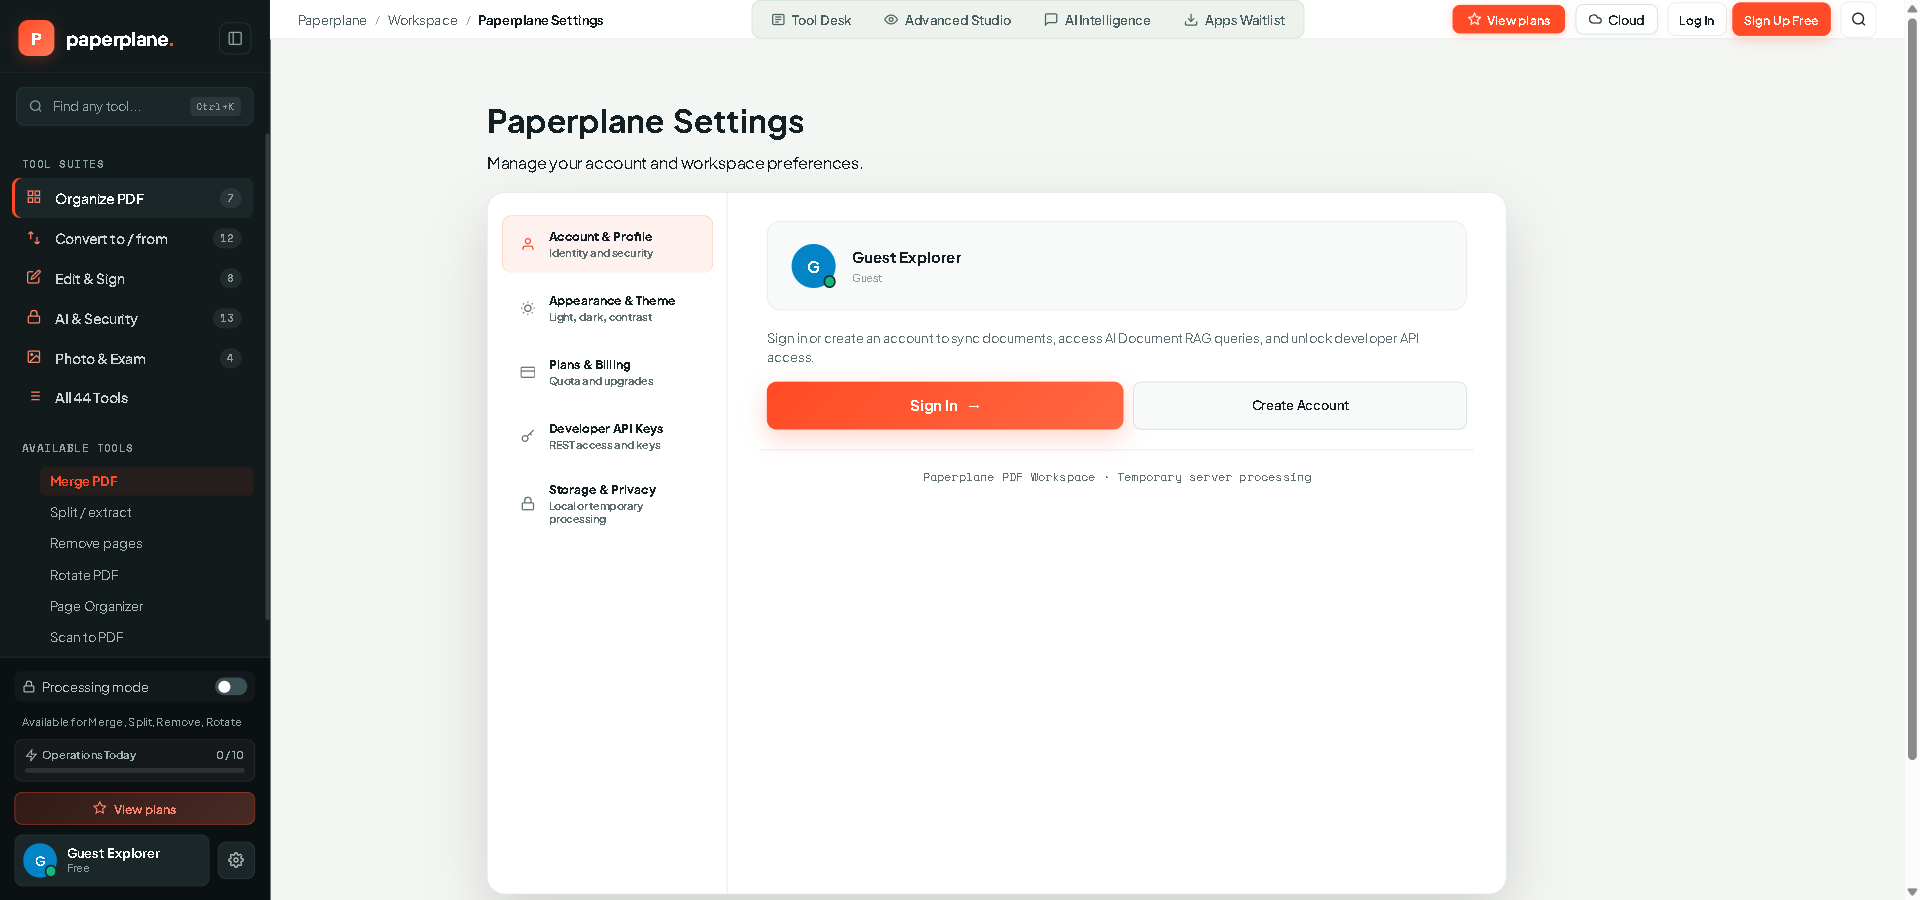 P paperplane.
Find any tool... Ctrl+K
TOOL SUITES
Organize PDF 7
Convert to / from 12
Edit & Sign 8
AI & Security 13
Photo & Exam 4
All 44 Tools
AVAILABLE TOOLS
Merge PDF
Split / extract
Remove pages
Rotate PDF
Page Organizer
Scan to PDF
Processing mode
Available for Merge, Split, Remove, Rotate
Operations Today 0/10
View plans
G Guest Explorer
Free
Paperplane / Workspace / Paperplane Settings
Tool Desk Advanced Studio AI Intelligence Apps Waitlist
View plans Cloud Log In Sign Up Free
Paperplane Settings
Manage your account and workspace preferences.
Account & Profile
Identity and security
Appearance & Theme
Light, dark, contrast
Plans & Billing
Quota and upgrades
Developer API Keys
REST access and keys
Storage & Privacy
Local or temporary
processing
G Guest Explorer
Guest
Sign in or create an account to sync documents, access AI Document RAG queries, and unlock developer API
access.
Sign In →
Create Account
Paperplane PDF Workspace · Temporary server processing